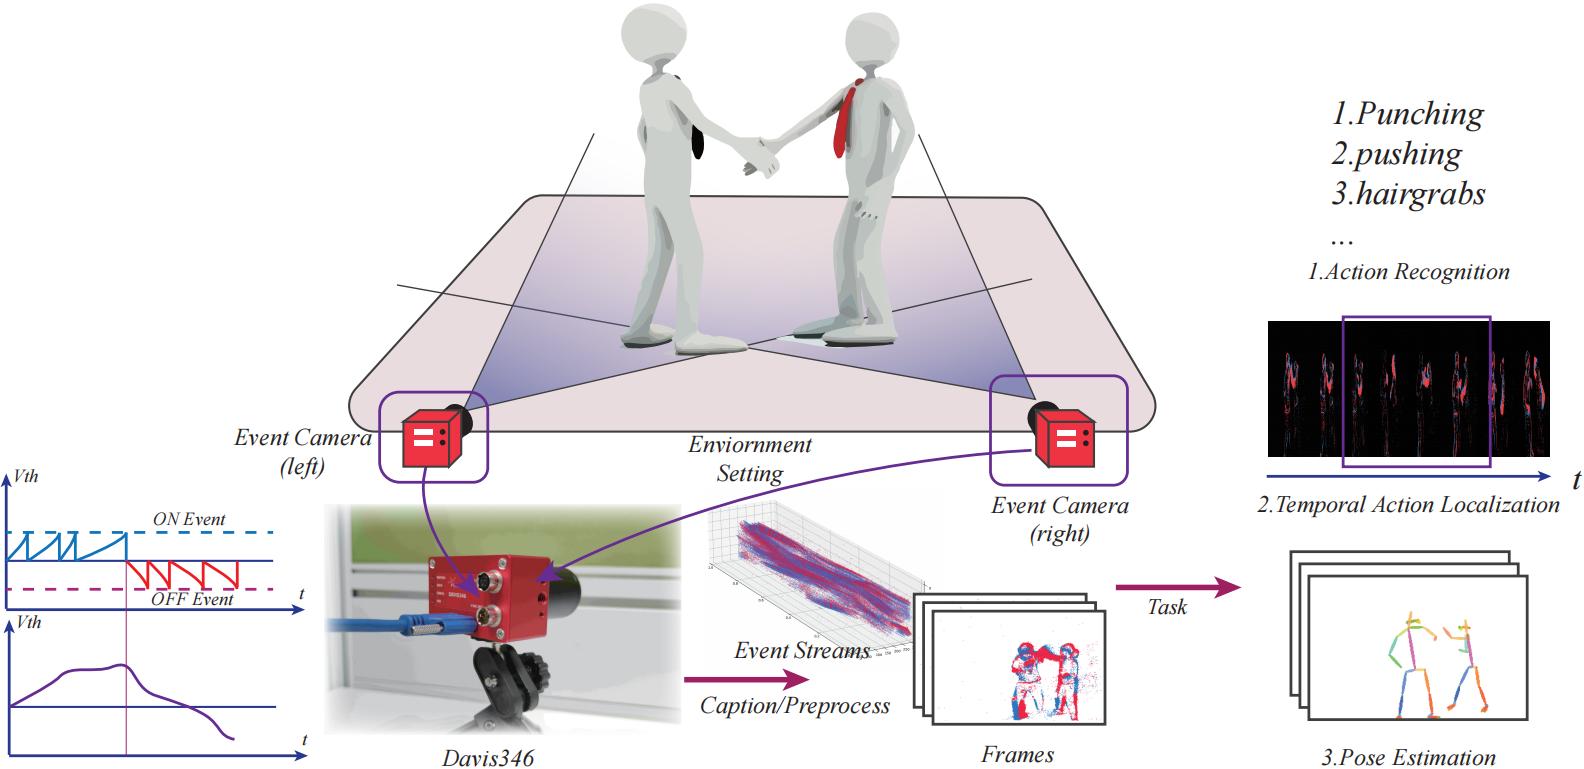 1.Punching
2.pushing
3.hairgrabs
...
1.Action Recognition
Event Camera
(left)
Enviornment
Setting
Event Camera
(right)
t
2.Temporal Action Localization
Vth
ON Event
OFF Event
t
Vth
t
Davis346
Event Streams
Caption/Preprocess
Frames
Task
3.Pose Estimation